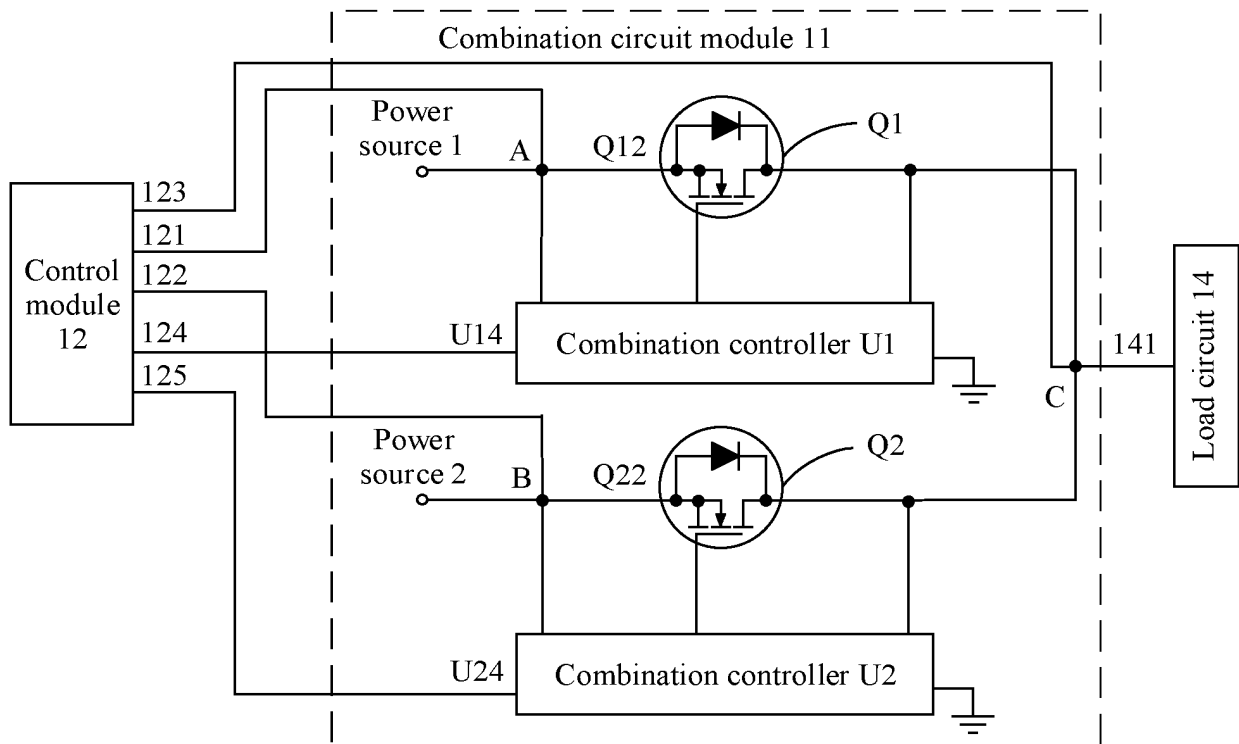 Combination circuit module 11
Power
source 1
A
Q12
Q1
123
121
122
124
125
Control
module
12
U14
Combination controller U1
141
C
Load circuit 14
Power
source 2
B
Q22
Q2
U24
Combination controller U2